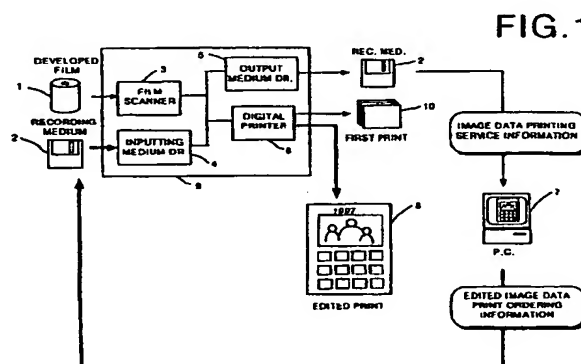 FIG.1
DEVELOPED
FILM
1
3
FILM
SCANNER
5
OUTPUT
MEDIUM DR.
REC. MED.
2
RECORDING
MEDIUM
2
INPUTTING
MEDIUM DR
4
DIGITAL
PRINTER
6
10
FIRST PRINT
IMAGE DATA PRINTING
SERVICE INFORMATION
9
1997
8
7
P.C.
EDITED PRINT
EDITED IMAGE DATA
PRINT ORDERING
INFORMATION